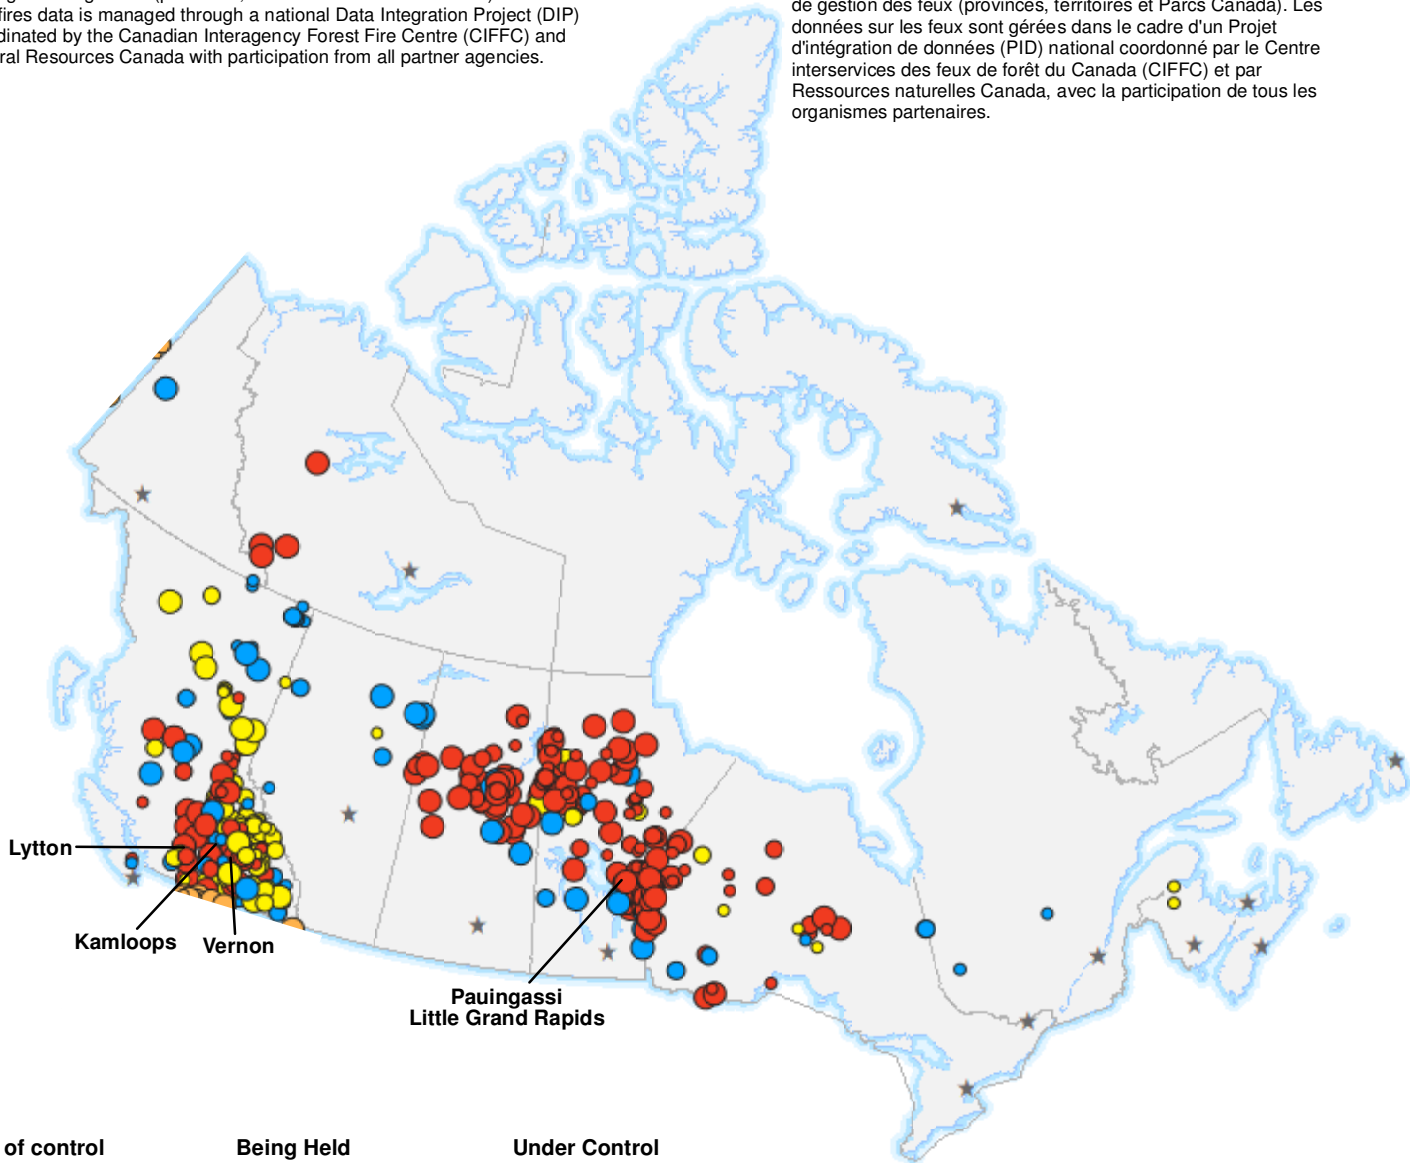 fires data is managed through a national Data Integration Project (DIP)
dinated by the Canadian Interagency Forest Fire Centre (CIFFC) and
ral Resources Canada with participation from all partner agencies.
de gestion des feux (provinces, territoires et Parcs Canada). Les
données sur les feux sont gérées dans le cadre d'un Projet
d'intégration de données (PID) national coordonné par le Centre
interservices des feux de forêt du Canada (CIFFC) et par
Ressources naturelles Canada, avec la participation de tous les
organismes partenaires.
Lytton
Kamloops
Vernon
Pauingassi
Little Grand Rapids
of control
Being Held
Under Control